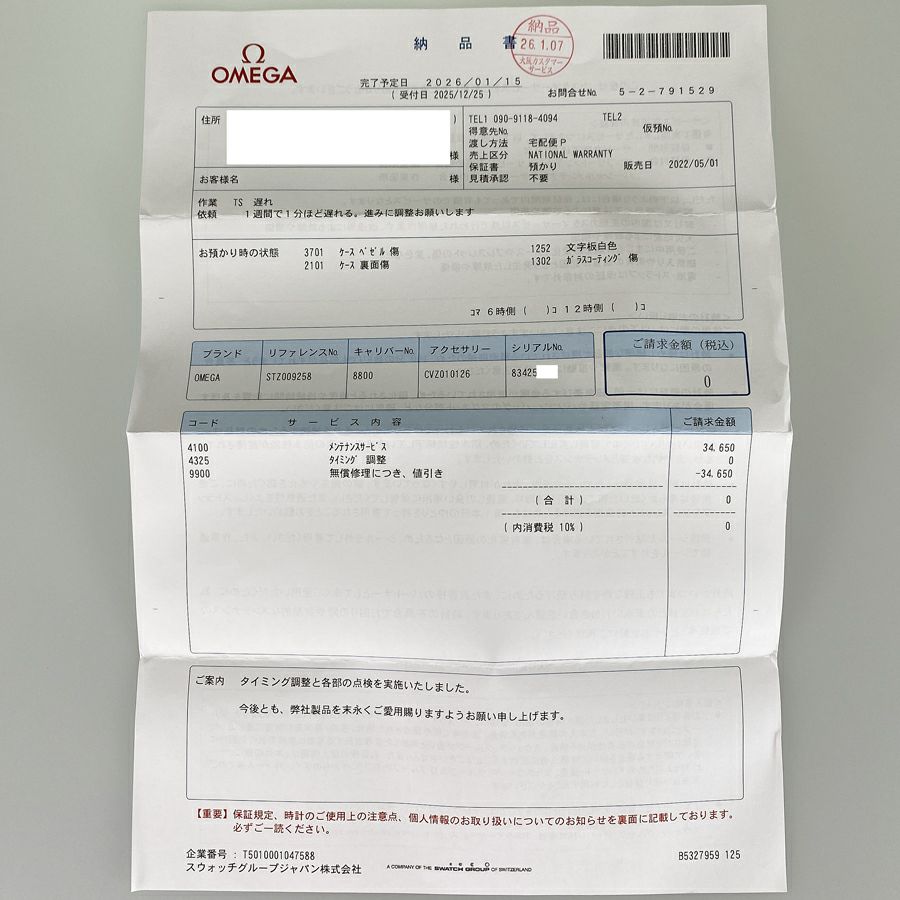 Ω
OMEGA
納品書
納品
26.1.07
大阪カスタマー
サービス
完了予定日 2026/01/15
( 受付日 2025/12/25 )
お問合せNo. 5-2-791529
住所
)
様
お客様名 様
TEL1 090-9118-4094 TEL2
得意先No. 仮預No.
渡し方法 宅配便P
売上区分 NATIONAL WARRANTY
保証書 預かり 販売日 2022/05/01
見積承認 不要
作業 TS 遅れ
依頼 1週間で1分ほど遅れる。進みに調整お願いします
お預かり時の状態 3701 ケース ベゼル 傷 1252 文字板白色
2101 ケース 裏面傷 1302 ガラスコーティング 傷
コマ 6時側 ( )コ 12時側 ( )コ
ブランド リファレンスNo. キャリバーNo. アクセサリー シリアルNo.
OMEGA STZ009258 8800 CVZ010126 83425
ご請求金額（税込）
0
コード サービス内容 ご請求金額
4100 メンテナンスサービス 34.650
4325 タイミング 調整 0
9900 無償修理につき、値引き -34.650
( 合 計 ) 0
( 内消費税 10% ) 0
ご案内 タイミング調整と各部の点検を実施いたしました。
今後とも、弊社製品を末永くご愛用賜りますようお願い申し上げます。
【重要】保証規定、時計のご使用上の注意点、個人情報のお取り扱いについてのお知らせを裏面に記載しております。
必ずご一読ください。
企業番号：T5010001047588
スウォッチグループジャパン株式会社
A COMPANY OF THE SWATCH GROUP OF SWITZERLAND
B5327959 125